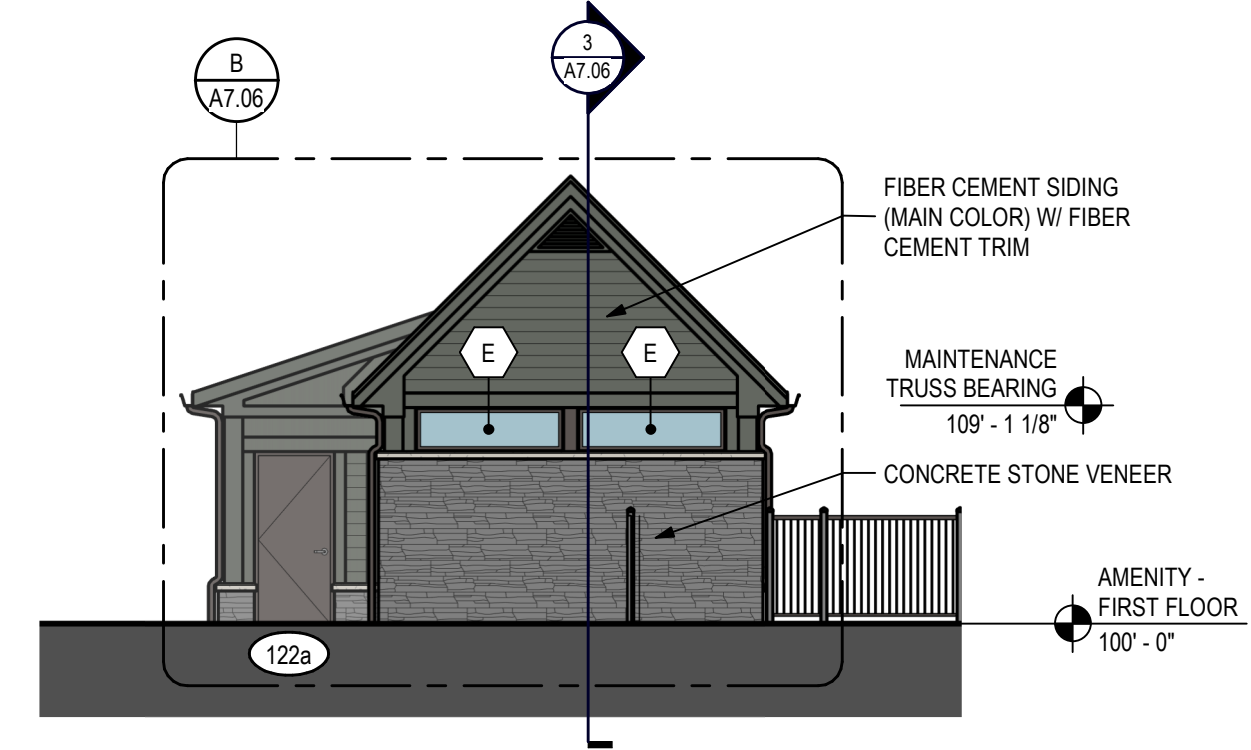 3
A7.06
B
A7.06
FIBER CEMENT SIDING
(MAIN COLOR) W/ FIBER
CEMENT TRIM
E
E
MAINTENANCE
TRUSS BEARING
109' - 1 1/8"
CONCRETE STONE VENEER
AMENITY -
FIRST FLOOR
100' - 0"
122a